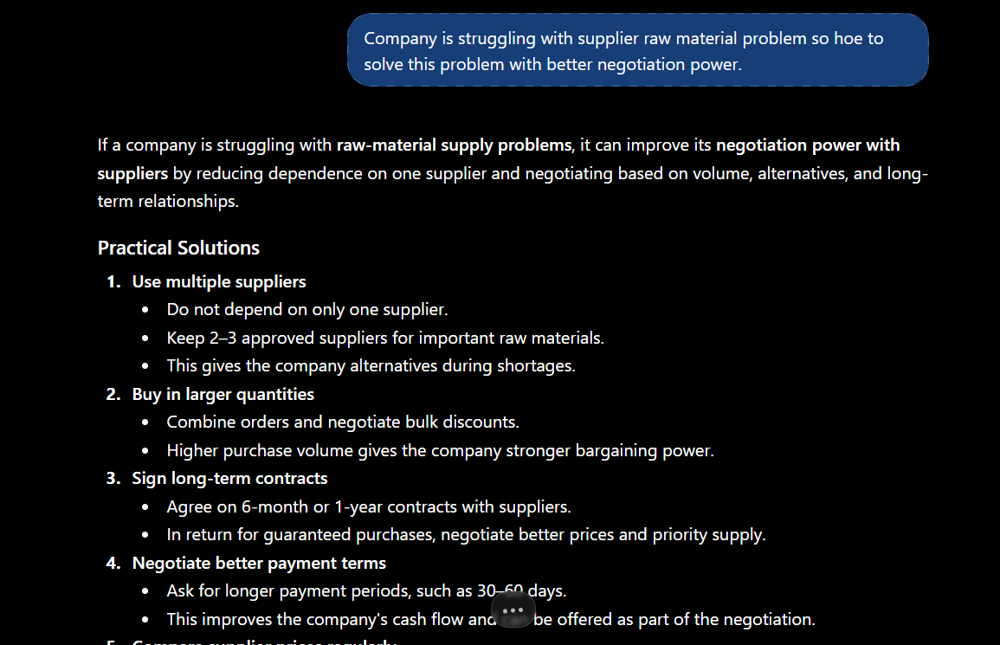 Company is struggling with supplier raw material problem so hoe to
solve this problem with better negotiation power.
If a company is struggling with raw-material supply problems, it can improve its negotiation power with
suppliers by reducing dependence on one supplier and negotiating based on volume, alternatives, and long-
term relationships.
Practical Solutions
1. Use multiple suppliers
• Do not depend on only one supplier.
• Keep 2–3 approved suppliers for important raw materials.
• This gives the company alternatives during shortages.
2. Buy in larger quantities
• Combine orders and negotiate bulk discounts.
• Higher purchase volume gives the company stronger bargaining power.
3. Sign long-term contracts
• Agree on 6-month or 1-year contracts with suppliers.
• In return for guaranteed purchases, negotiate better prices and priority supply.
4. Negotiate better payment terms
• Ask for longer payment periods, such as 30–60 days.
• This improves the company's cash flow and can be offered as part of the negotiation.
5. Compare supplier prices regularly